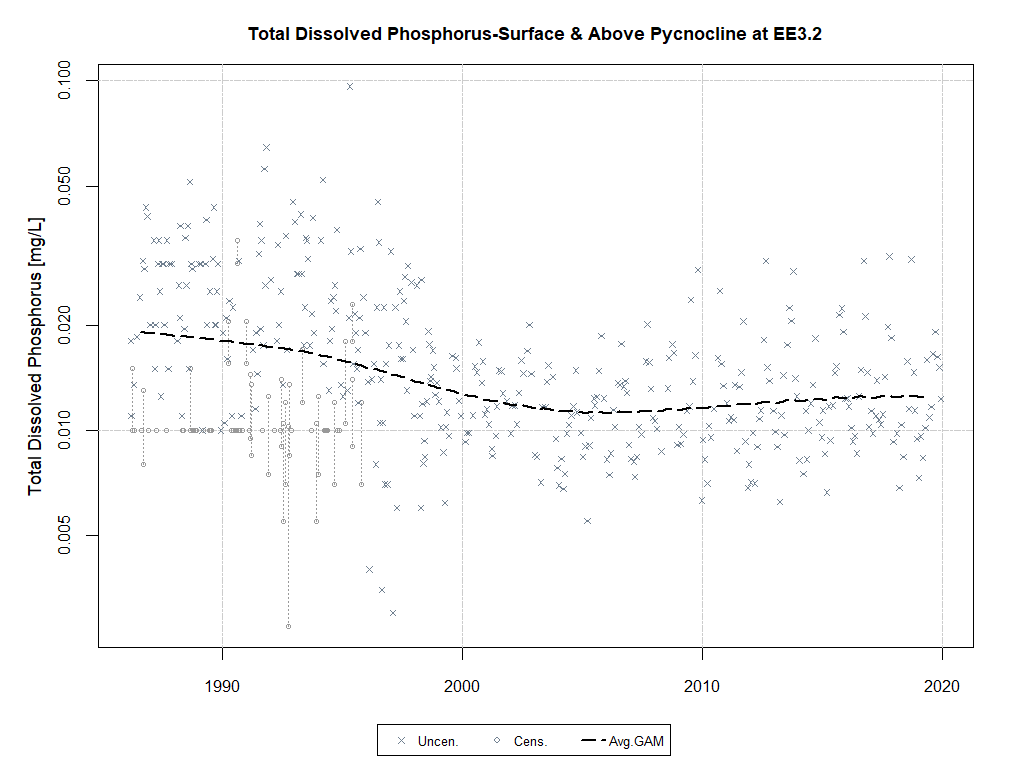 Total Dissolved Phosphorus-Surface & Above Pycnocline at EE3.2
Total Dissolved Phosphorus [mg/L]
0.100
0.050
0.020
0.010
0.005
1990 2000 2010 2020
Uncen. Cens. Avg.GAM